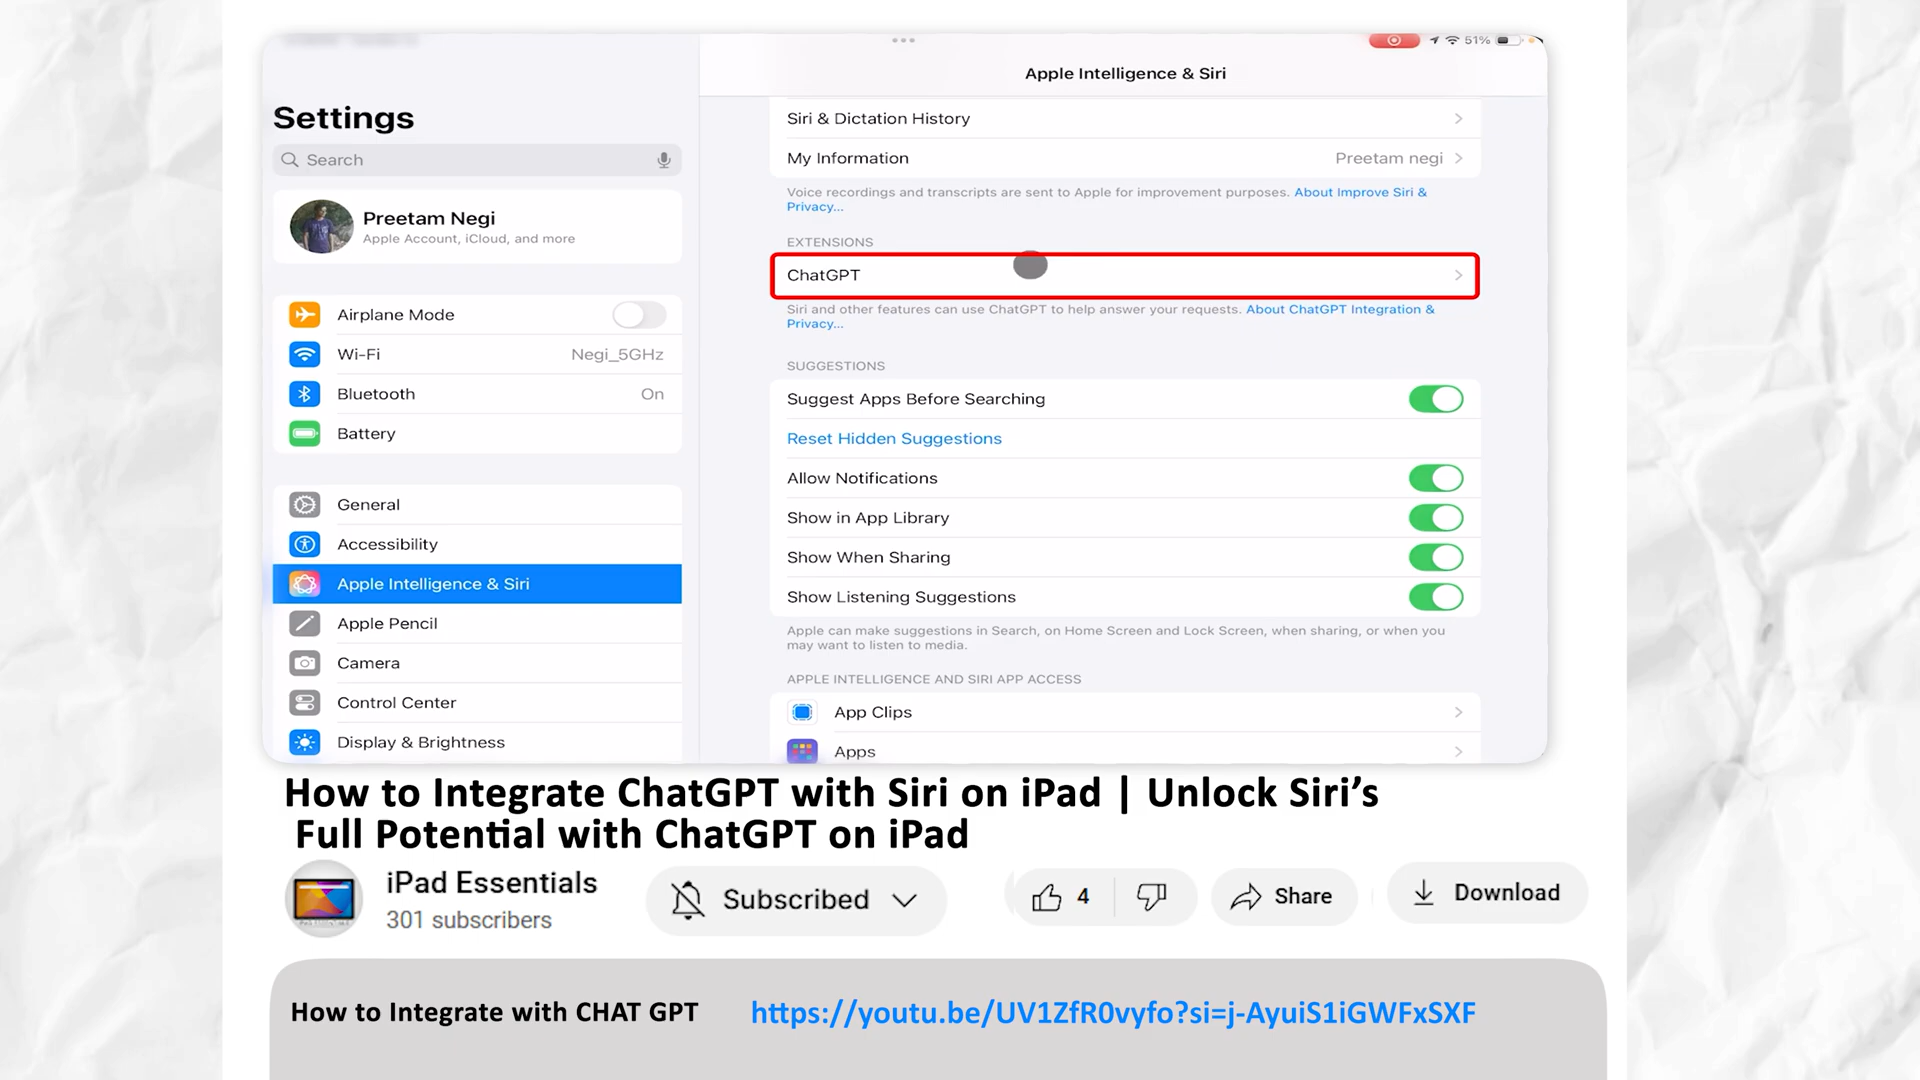 51%
Apple Intelligence & Siri
Settings
Search
Preetam Negi
Apple Account, iCloud, and more
Airplane Mode
Wi-Fi Negi_5GHz
Bluetooth On
Battery
General
Accessibility
Apple Intelligence & Siri
Apple Pencil
Camera
Control Center
Display & Brightness
Siri & Dictation History
My Information Preetam negi
Voice recordings and transcripts are sent to Apple for improvement purposes. About Improve Siri &
Privacy...
EXTENSIONS
ChatGPT
Siri and other features can use ChatGPT to help answer your requests. About ChatGPT Integration &
Privacy...
SUGGESTIONS
Suggest Apps Before Searching
Reset Hidden Suggestions
Allow Notifications
Show in App Library
Show When Sharing
Show Listening Suggestions
Apple can make suggestions in Search, on Home Screen and Lock Screen, when sharing, or when you
may want to listen to media.
APPLE INTELLIGENCE AND SIRI APP ACCESS
App Clips
Apps
How to Integrate ChatGPT with Siri on iPad | Unlock Siri’s
Full Potential with ChatGPT on iPad
iPad Essentials
301 subscribers
Subscribed
4
Share
Download
How to Integrate with CHAT GPT https://youtu.be/UV1ZfR0vyfo?si=j-AyuiS1iGWFxSXF